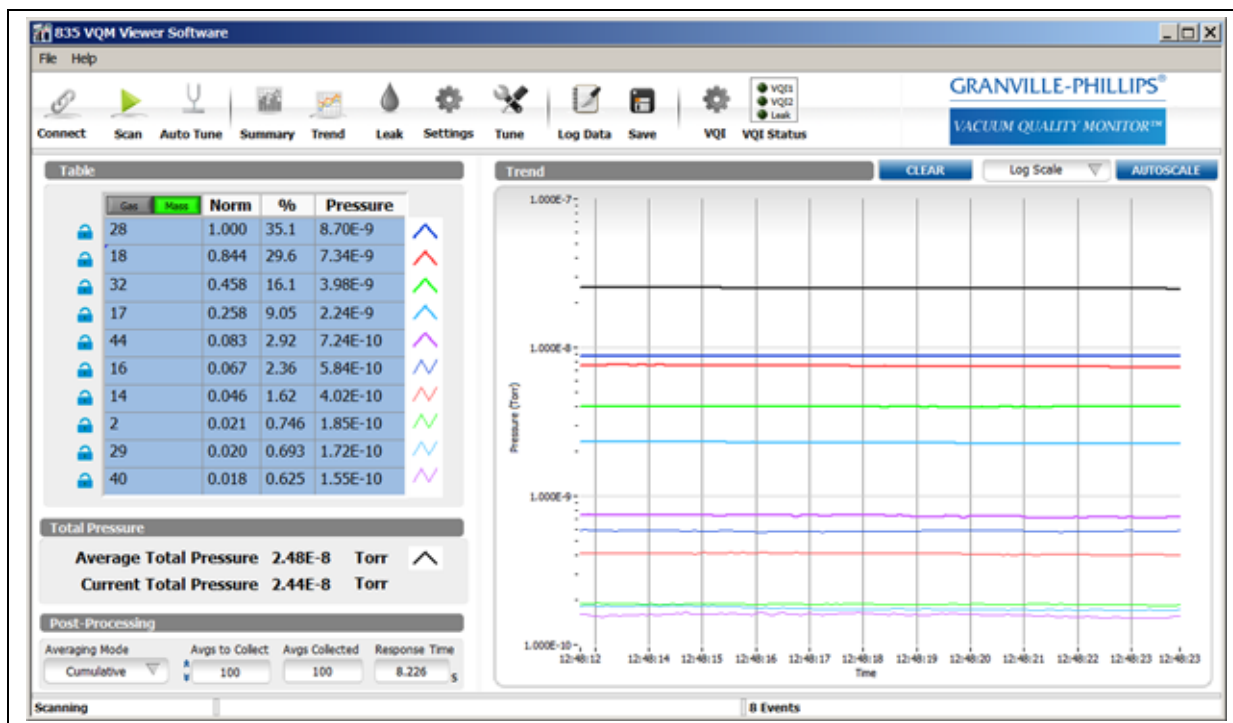 835 VQM Viewer Software
File Help
Connect Scan Auto Tune Summary Trend Leak Settings Tune Log Data Save VQI VQI Status
VQI1
VQI2
Leak
GRANVILLE-PHILLIPS®
VACUUM QUALITY MONITOR™
Table
Gas Mass Norm % Pressure
28 1.000 35.1 8.70E-9
18 0.844 29.6 7.34E-9
32 0.458 16.1 3.98E-9
17 0.258 9.05 2.24E-9
44 0.083 2.92 7.24E-10
16 0.067 2.36 5.84E-10
14 0.046 1.62 4.02E-10
2 0.021 0.746 1.85E-10
29 0.020 0.693 1.72E-10
40 0.018 0.625 1.55E-10
Total Pressure
Average Total Pressure 2.48E-8 Torr
Current Total Pressure 2.44E-8 Torr
Post-Processing
Averaging Mode Avgs to Collect Avgs Collected Response Time
Cumulative 100 100 8.226 s
Trend CLEAR Log Scale AUTOSCALE
1.000E-7
1.000E-8
Pressure (Torr)
1.000E-9
1.000E-10
12:48:12 12:48:14 12:48:15 12:48:16 12:48:17 12:48:18 12:48:19 12:48:20 12:48:21 12:48:22 12:48:23 12:48:23
Time
Scanning 8 Events